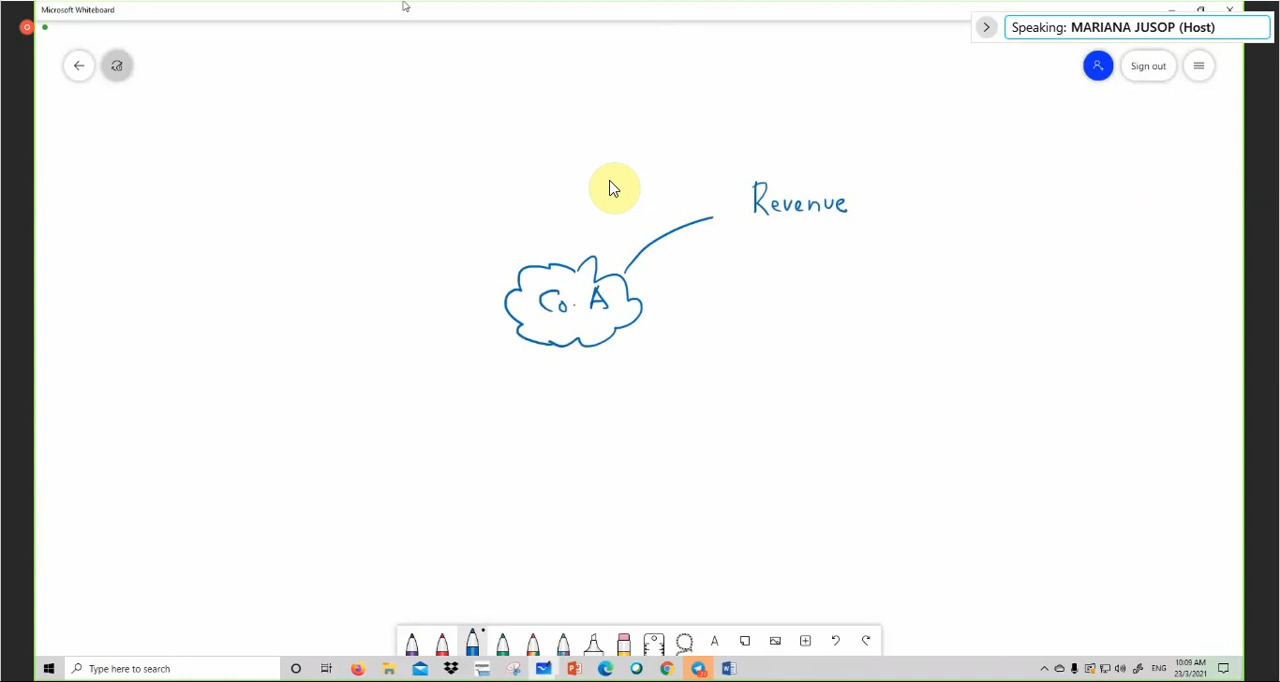 Microsoft Whiteboard
Speaking: MARIANA JUSOP (Host)
Sign out
Revenue
Co. A
A
Type here to search
ENG
10:09 AM
23/3/2021